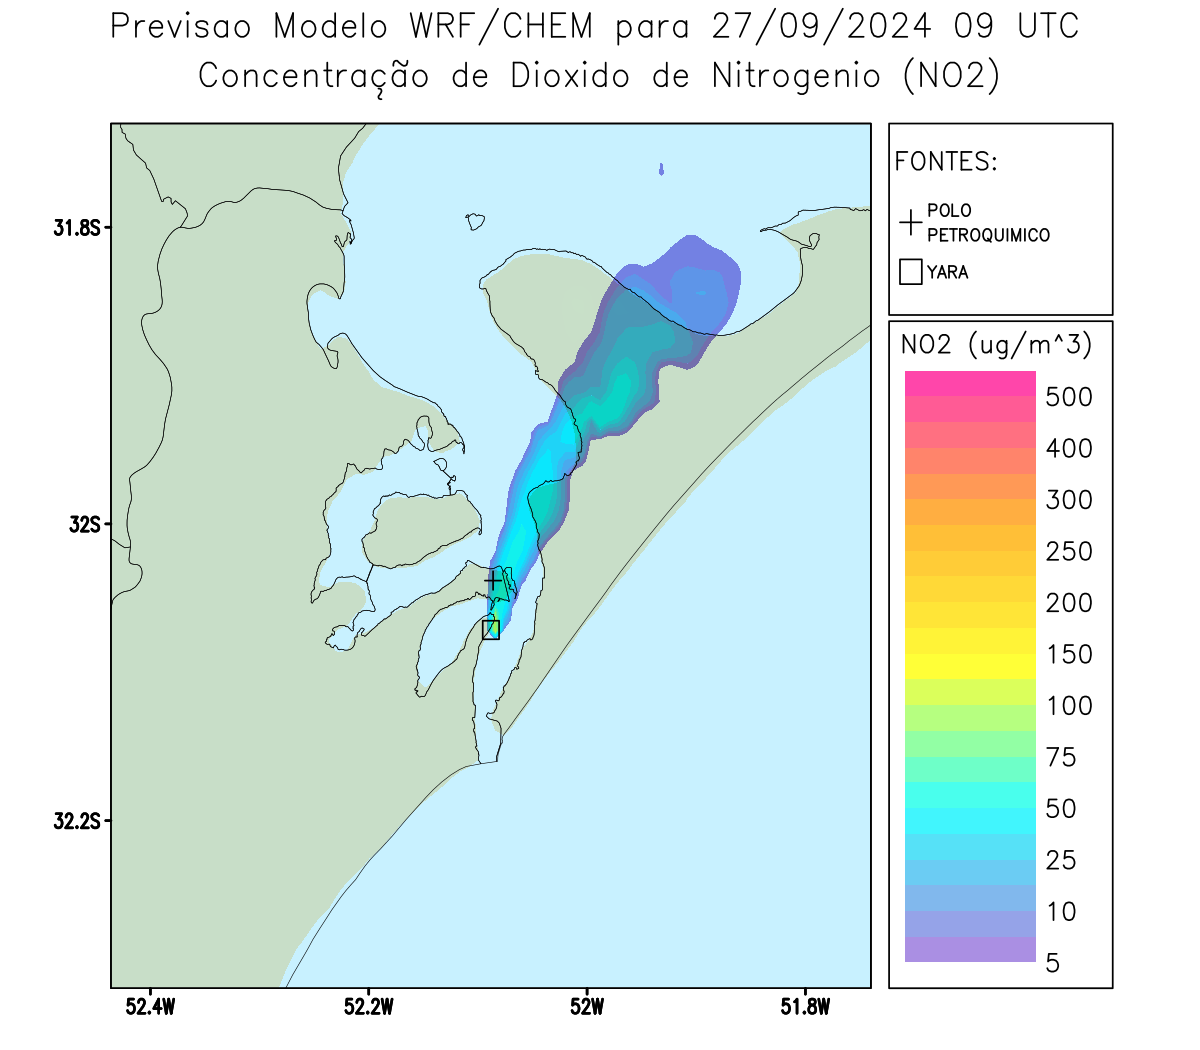 Previsao Modelo WRF/CHEM para 27/09/2024 09 UTC
Concentração de Dioxido de Nitrogenio (NO2)
FONTES:
POLO
PETROQUIMICO
YARA
NO2 (ug/m^3)
500
400
300
250
200
150
100
75
50
25
10
5
31.8S
32S
32.2S
52.4W
52.2W
52W
51.8W